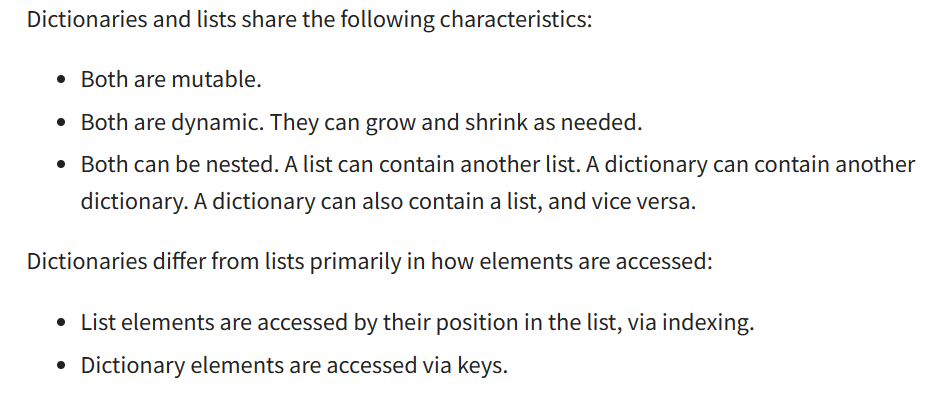 Dictionaries and lists share the following characteristics:
• Both are mutable.
• Both are dynamic. They can grow and shrink as needed.
• Both can be nested. A list can contain another list. A dictionary can contain another
dictionary. A dictionary can also contain a list, and vice versa.
Dictionaries differ from lists primarily in how elements are accessed:
• List elements are accessed by their position in the list, via indexing.
• Dictionary elements are accessed via keys.